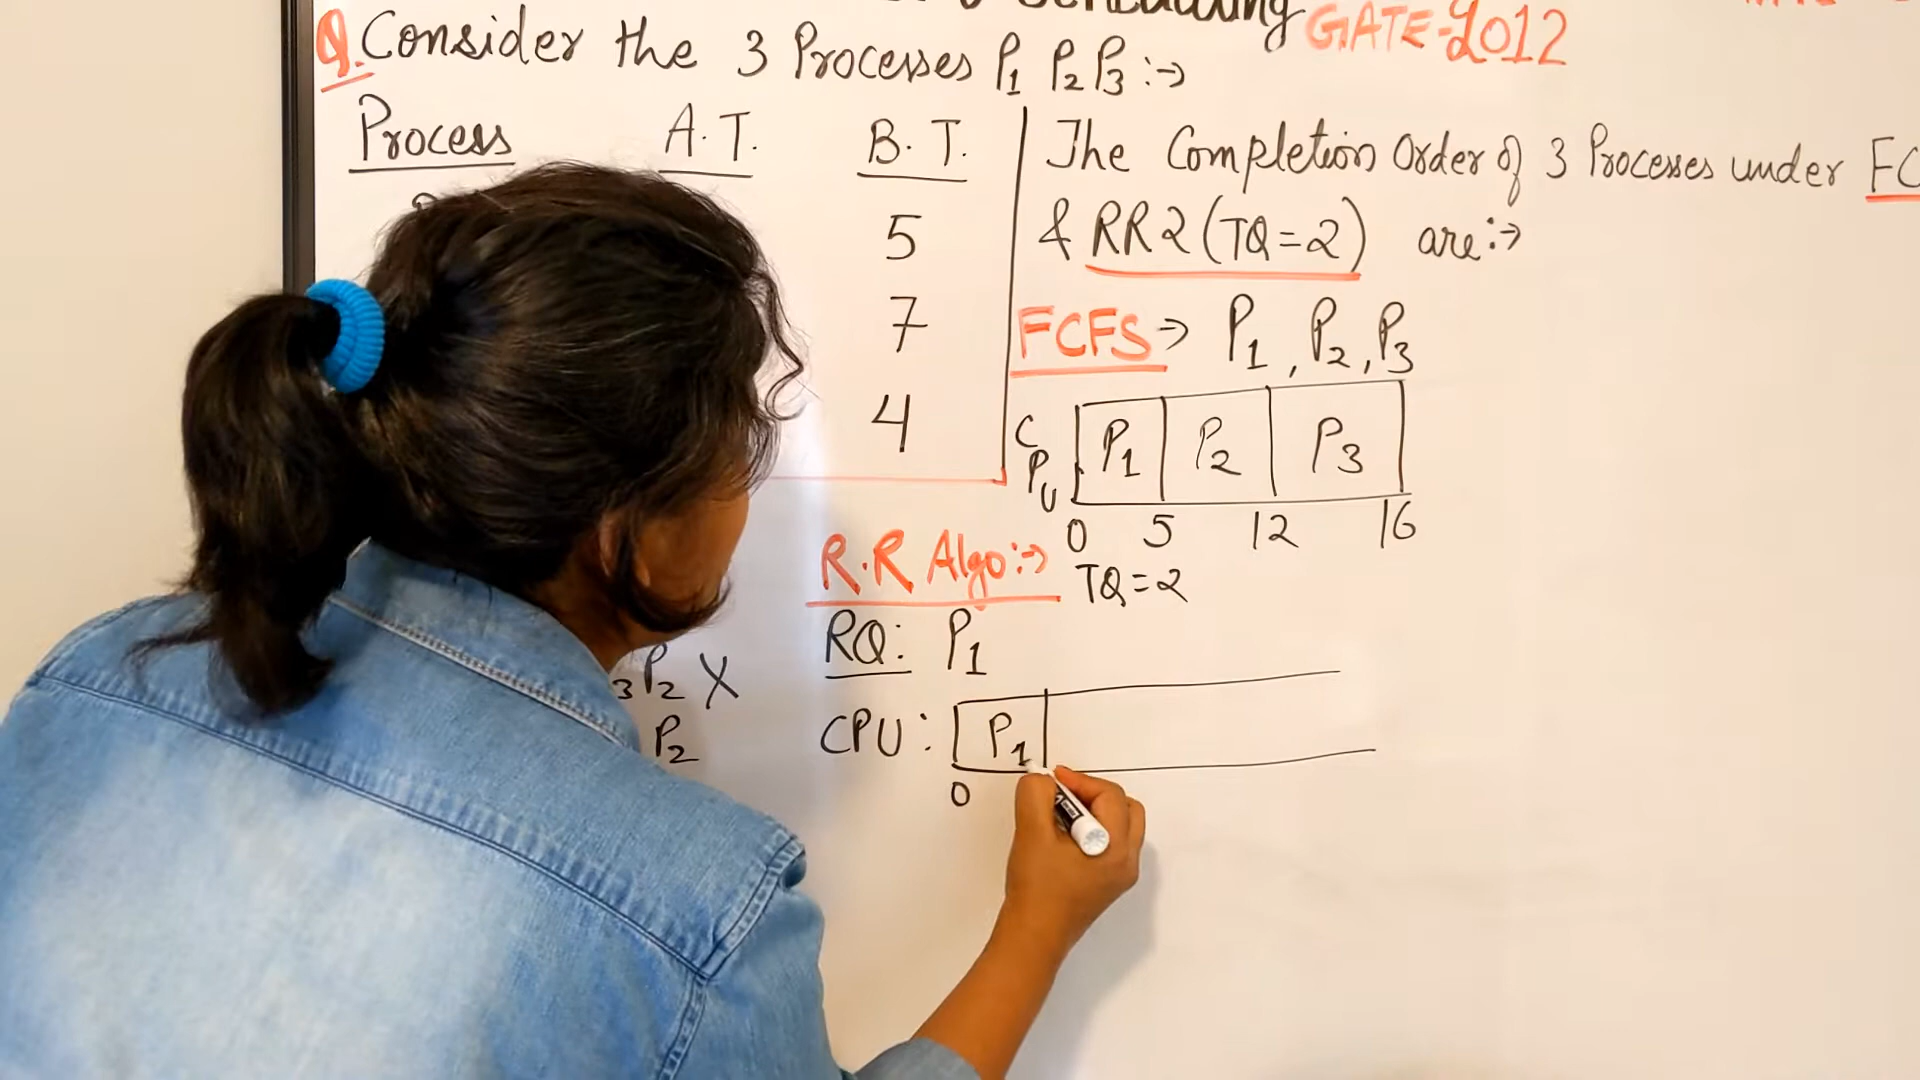 Scheduling GATE-2012
Q. Consider the 3 Processes P1 P2 P3 :->
Process A.T. B.T.
5
7
4
The Completion Order of 3 Processes under FC
& RR2 (TQ=2) are :->
FCFS -> P1, P2, P3
CPU P1 P2 P3
0 5 12 16
R.R Algo :-> TQ=2
RQ: P1
CPU: P1
0
3 P2 X
P2